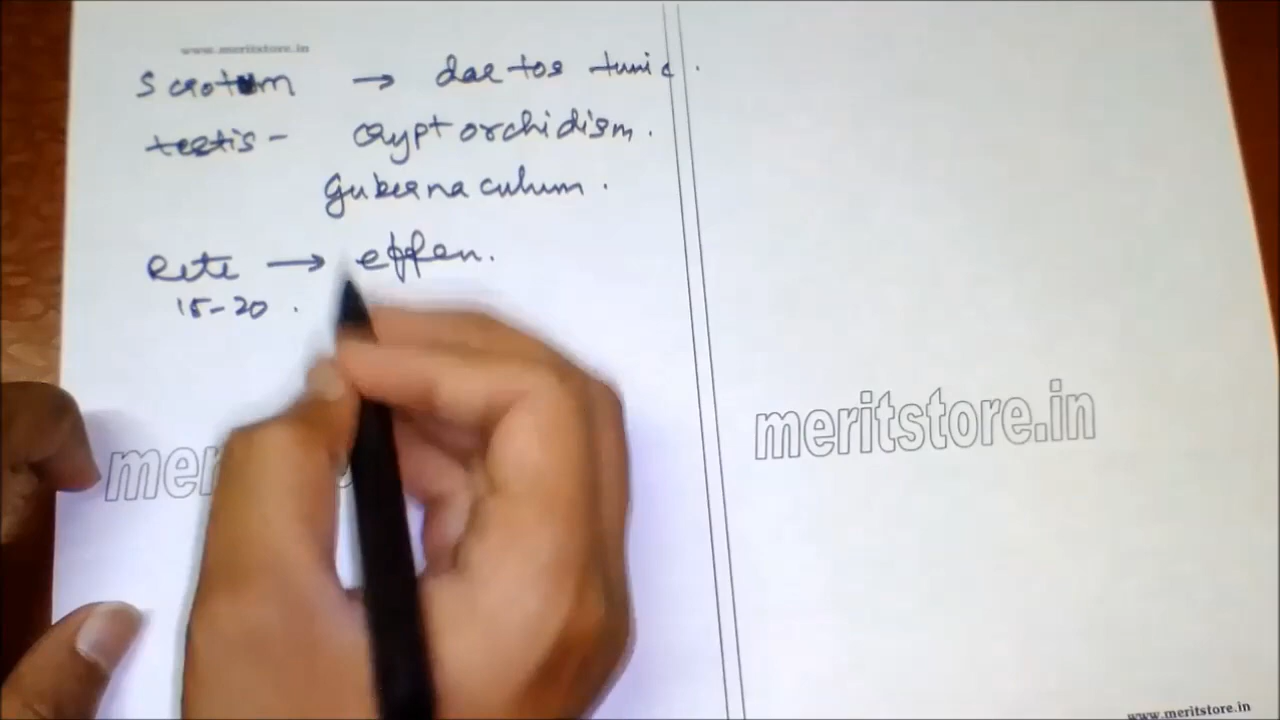 www.meritstore.in
Scrotum → dartos tunic.
testis - cryptorchidism.
Gubernaculum.
Rete → effen.
15-20.
meritstore.in
www.meritstore.in